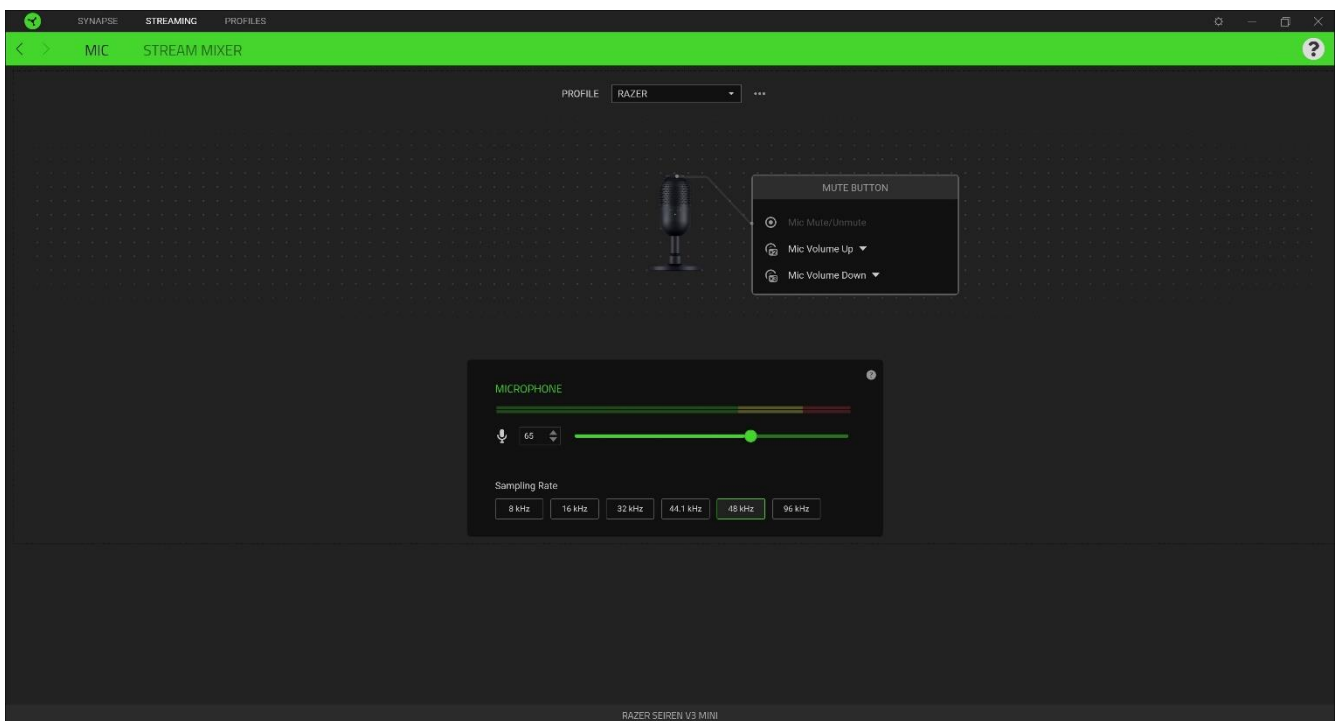 SYNAPSE STREAMING PROFILES
MIC STREAM MIXER ?
PROFILE RAZER
MUTE BUTTON
Mic Mute/Unmute
Mic Volume Up
Mic Volume Down
?
MICROPHONE
65
Sampling Rate
8 kHz 16 kHz 32 kHz 44.1 kHz 48 kHz 96 kHz
RAZER SEIREN V3 MINI